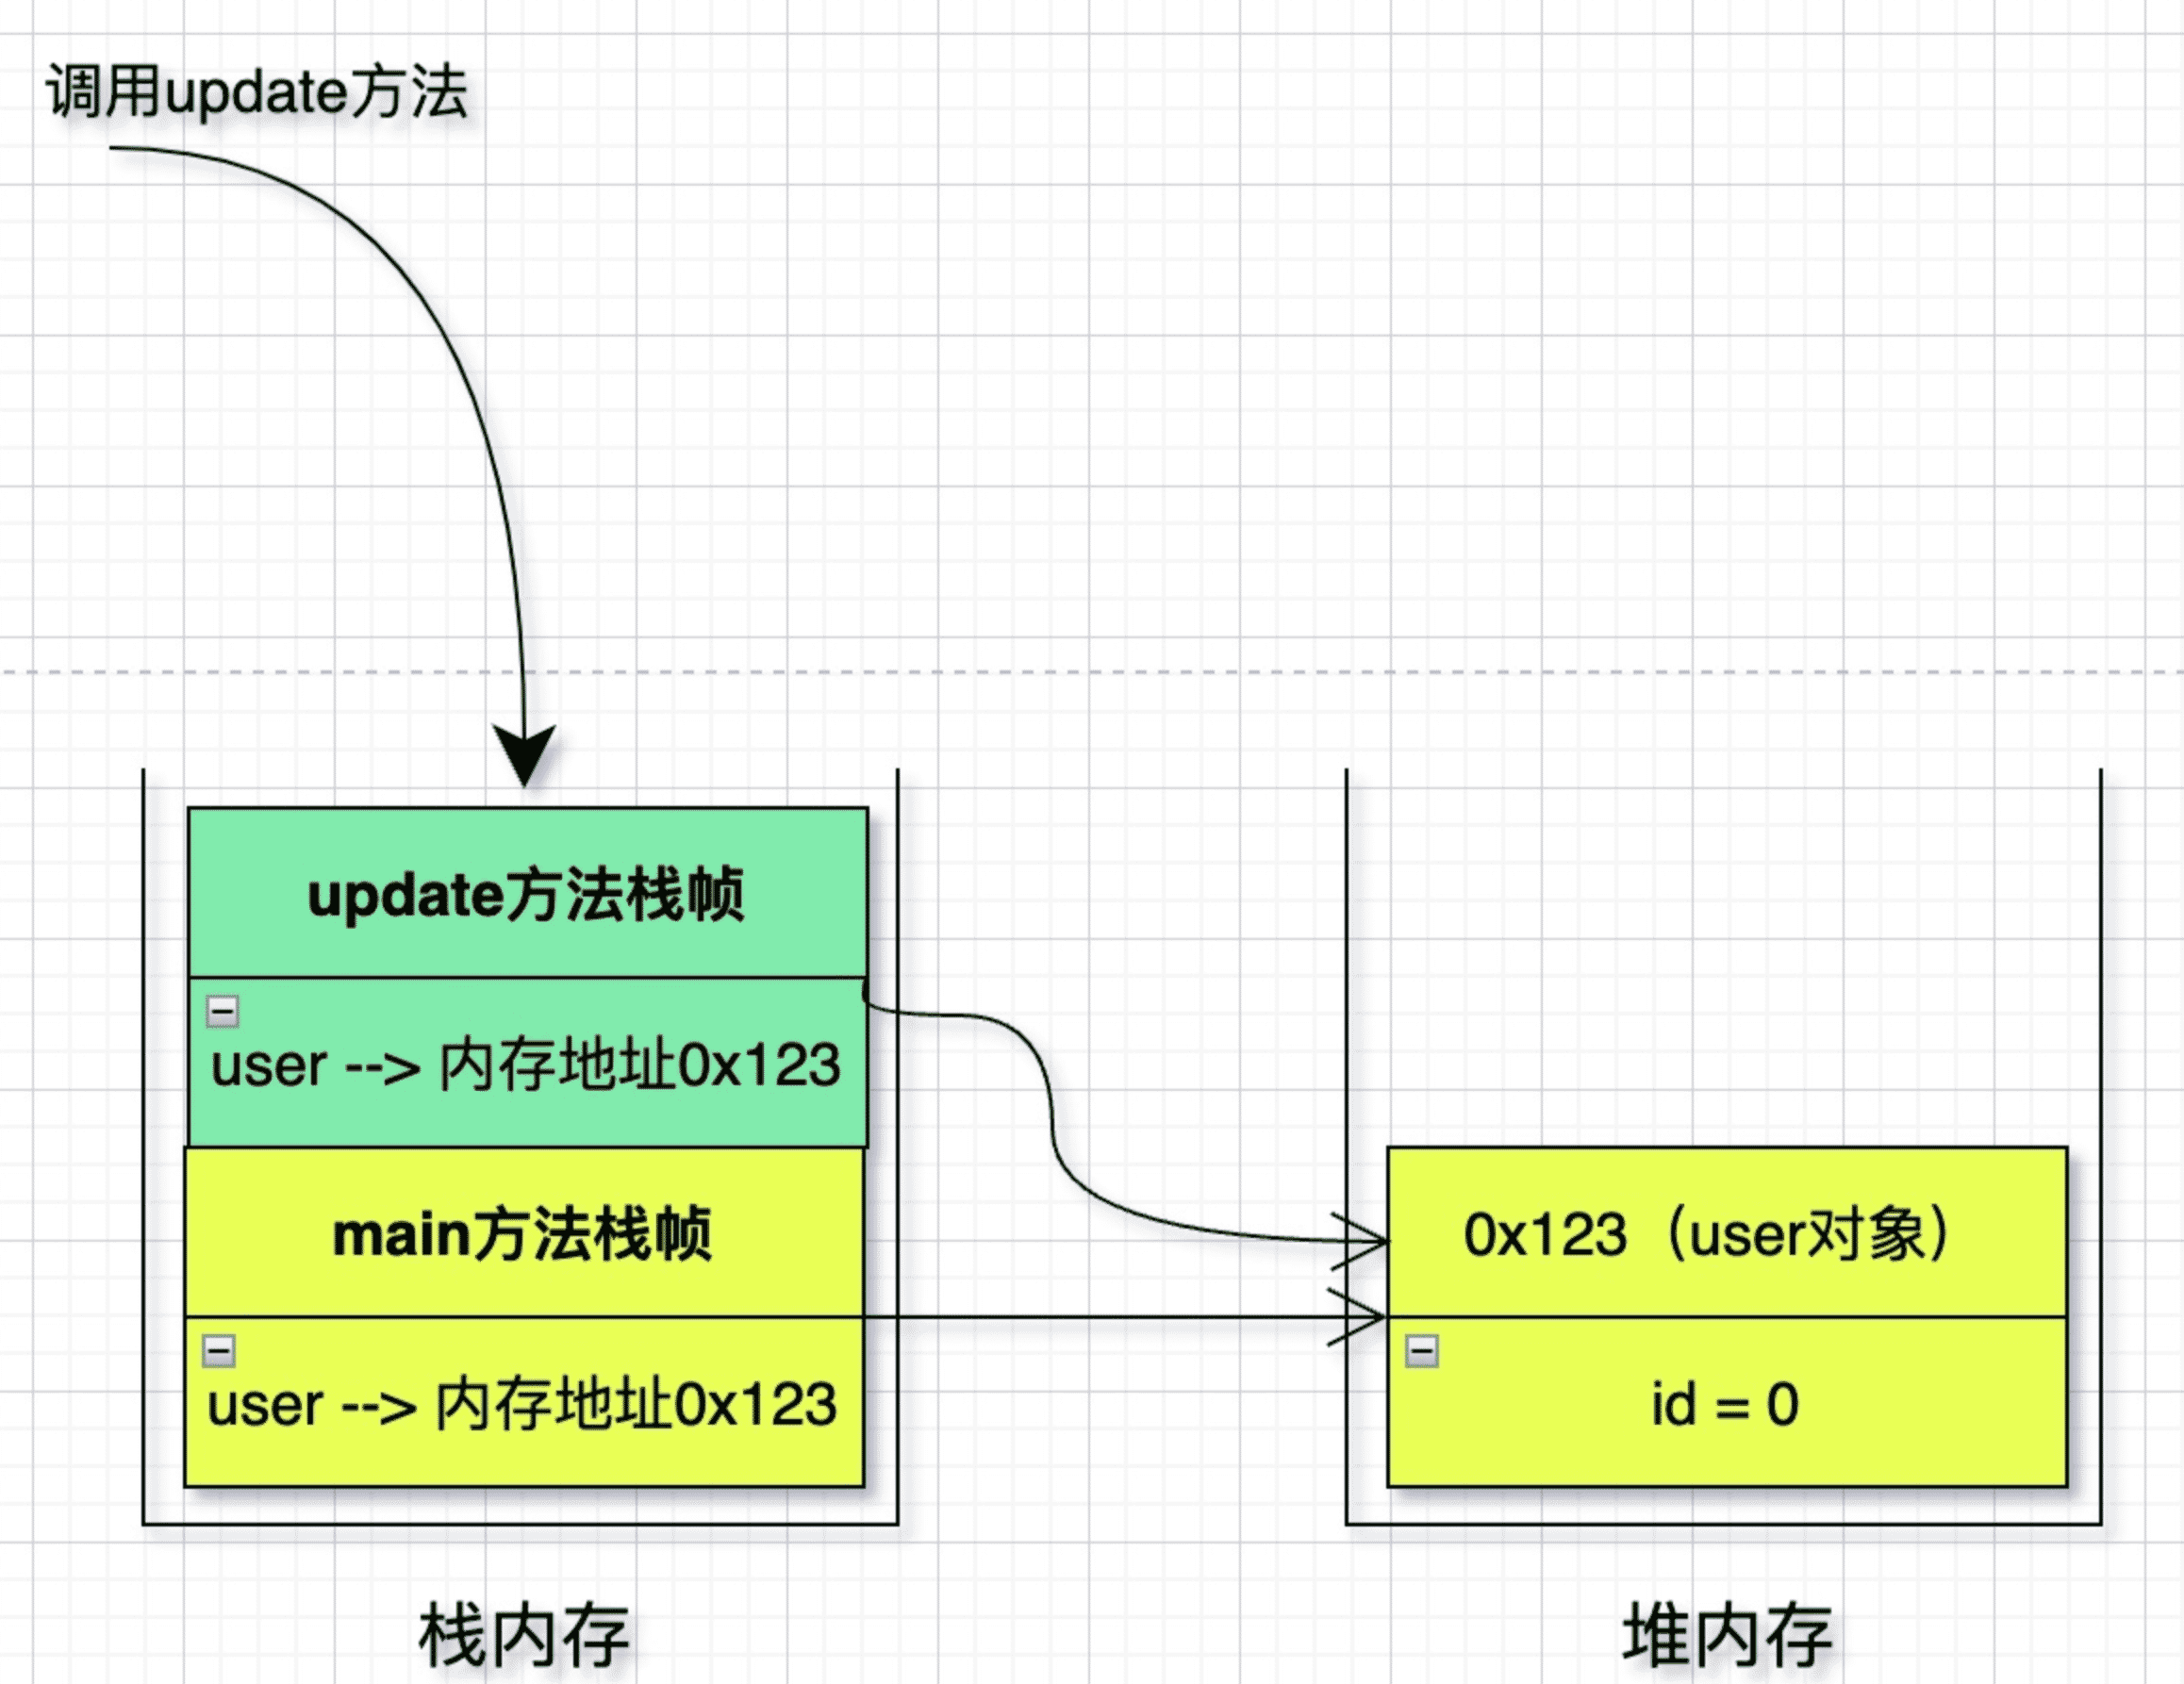 调用update方法
update方法栈帧
user --> 内存地址0x123
main方法栈帧
user --> 内存地址0x123
0x123（user对象）
id = 0
栈内存
堆内存